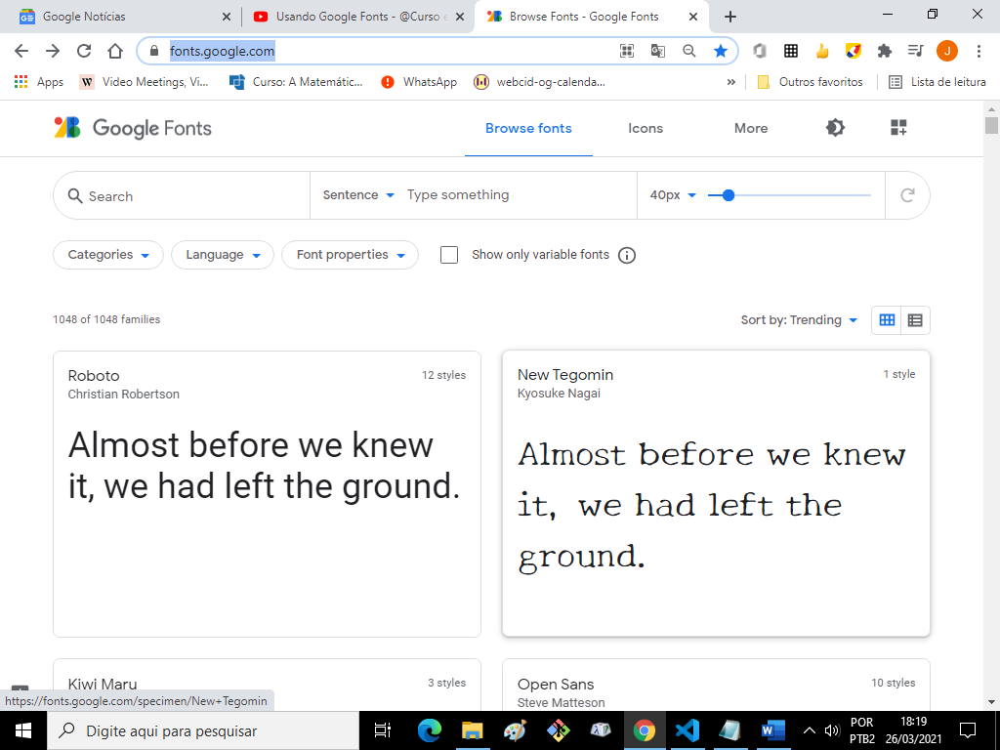 Google Notícias
Usando Google Fonts - @Curso
Browse Fonts - Google Fonts
fonts.google.com
Apps
Video Meetings, Vi...
Curso: A Matemátic...
WhatsApp
webcid-og-calenda...
»
Outros favoritos
Lista de leitura
Google Fonts
Browse fonts
Icons
More
Search
Sentence
Type something
40px
Categories
Language
Font properties
Show only variable fonts
1048 of 1048 families
Sort by: Trending
Roboto
12 styles
Christian Robertson
Almost before we knew
it, we had left the ground.
New Tegomin
1 style
Kyosuke Nagai
Almost before we knew
it, we had left the
ground.
Kiwi Maru
3 styles
Open Sans
10 styles
Steve Matteson
https://fonts.google.com/specimen/New+Tegomin
Digite aqui para pesquisar
POR
PTB2
18:19
26/03/2021